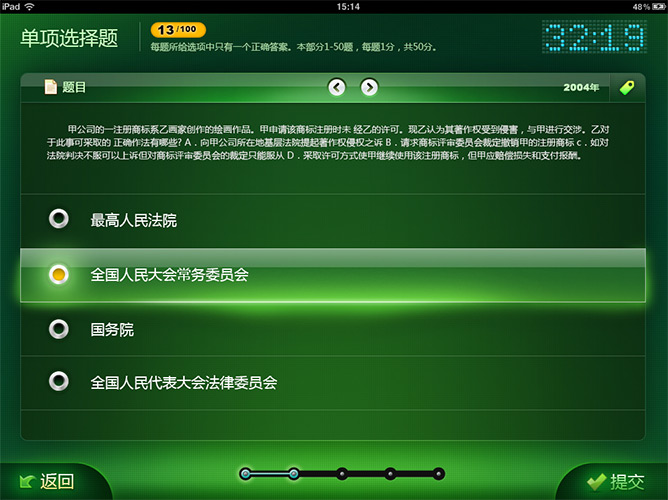 iPad
15:14
48%
单项选择题
13/100
每题所给选项中只有一个正确答案。本部分1-50题，每题1分，共50分。
32:19
题目
2004年
甲公司的一注册商标系乙画家创作的绘画作品。甲申请该商标注册时未 经乙的许可。现乙认为其著作权受到侵害，与甲进行交涉。乙对
于此事可采取的 正确作法有哪些? A．向甲公司所在地基层法院提起著作权侵权之诉 B．请求商标评审委员会裁定撤销甲的注册商标 c．如对
法院判决不服可以上诉但对商标评审委员会的裁定只能服从 D．采取许可方式使甲继续使用该注册商标，但甲应赔偿损失和支付报酬。
最高人民法院
全国人民大会常务委员会
国务院
全国人民代表大会法律委员会
返回
提交